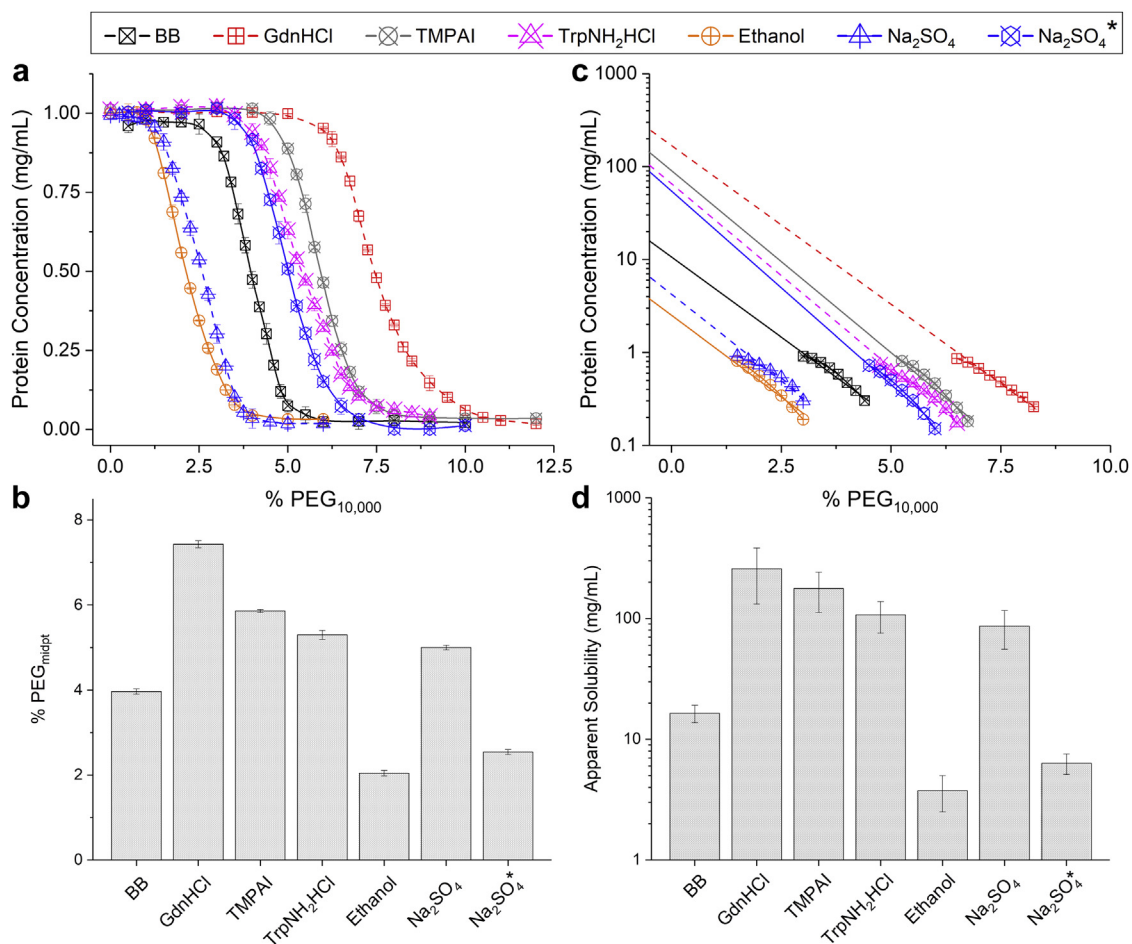 BB GdnHCl TMPAI TrpNH₂HCl Ethanol Na₂SO₄ Na₂SO₄*
a
Protein Concentration (mg/mL)
1.00
0.75
0.50
0.25
0.00
0.0 2.5 5.0 7.5 10.0 12.5
% PEG₁₀,₀₀₀
c
Protein Concentration (mg/mL)
1000
100
10
1
0.1
0.0 2.5 5.0 7.5 10.0
% PEG₁₀,₀₀₀
b
% PEGmidpt
8
6
4
2
0
BB GdnHCl TMPAI TrpNH₂HCl Ethanol Na₂SO₄ Na₂SO₄*
d
Apparent Solubility (mg/mL)
1000
100
10
1
BB GdnHCl TMPAI TrpNH₂HCl Ethanol Na₂SO₄ Na₂SO₄*